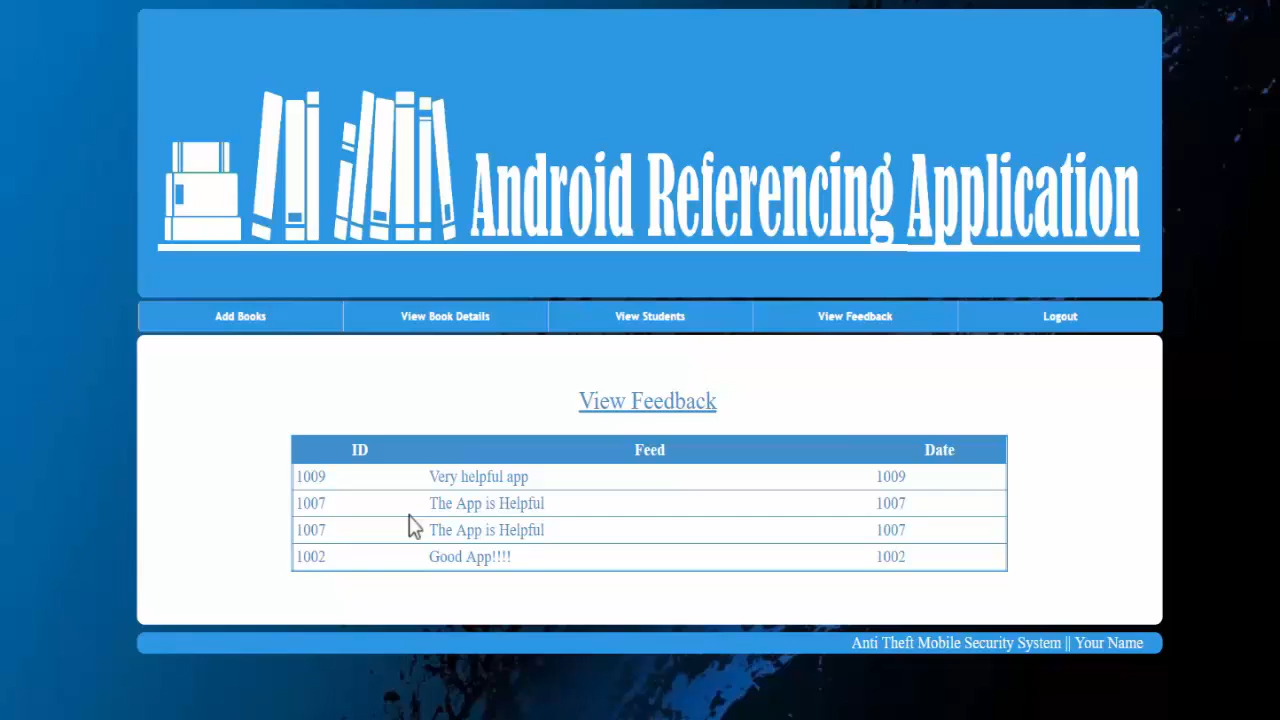 Android Referencing Application
Add Books View Book Details View Students View Feedback Logout
View Feedback
ID Feed Date
1009 Very helpful app 1009
1007 The App is Helpful 1007
1007 The App is Helpful 1007
1002 Good App!!!! 1002
Anti Theft Mobile Security System || Your Name